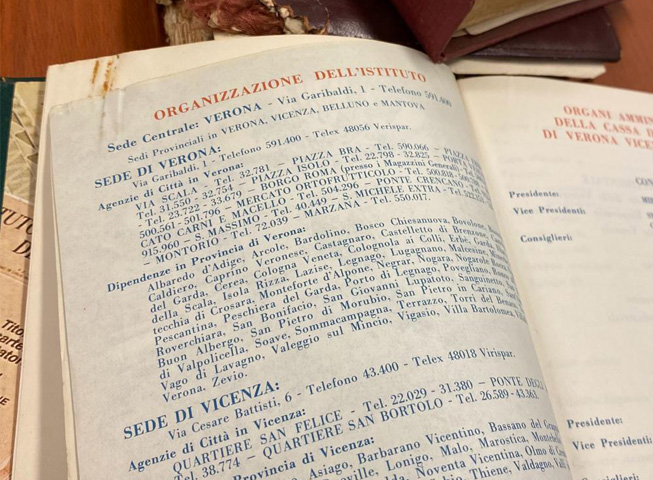 ORGANIZZAZIONE DELL'ISTITUTO
Sede Centrale: VERONA - Via Garibaldi, 1 - Telefono 591.400
Sedi Provinciali in VERONA, VICENZA, BELLUNO e MANTOVA
SEDE DI VERONA:
Via Garibaldi, 1 - Telefono 591.400 - Telex 48056 Verispar.
Agenzie di Città in Verona:
VIA SCALA - Tel. 32.781 — PIAZZA BRA - Tel. 590.066 — PIAZZA
Tel. 31.550 - 32.754 — PIAZZA ISOLO - Tel. 22.798 - 32.825 —
- Tel. 23.722 - 33.679 — BORGO ROMA (presso i Magazzini Generali)
500.561 - 501.796 — MERCATO ORTOFRUTTICOLO - Tel.
CATO CARNI E MACELLO - Tel. 504.296 — PONTE CRENCANO - Tel.
915.960 — S. MASSIMO - Tel. 40.449 — S. MICHELE EXTRA - Tel.
— MONTORIO - Tel. 72.039 — MARZANA - Tel. 550.017.
Dipendenze in Provincia di Verona:
Albaredo d'Adige, Arcole, Bardolino, Bosco Chiesanuova, Bovolone,
Caldiero, Caprino Veronese, Castagnaro, Castelletto di Brenzone,
del Garda, Cerea, Cologna Veneta, Colognola ai Colli, Erbè, Garda,
della Scala, Isola Rizza, Lazise, Legnago, Lugagnano, Malcesine,
tecchia di Crosara, Monteforte d'Alpone, Negrar, Nogara, Nogarole
Pescantina, Peschiera del Garda, Porto di Legnago, Povegliano,
Roverchiara, San Bonifacio, San Giovanni Lupatoto, Sanguinetto,
Buon Albergo, San Pietro di Morubio, San Pietro in Cariano,
di Valpolicella, Soave, Sommacampagna, Terrazzo, Torri del
Vago di Lavagno, Valeggio sul Mincio, Vigasio, Villa Bartolomea,
Verona, Zevio.
SEDE DI VICENZA:
Via Cesare Battisti, 6 - Telefono 43.400 - Telex 48018 Virispar.
Agenzie di Città in Vicenza:
QUARTIERE SAN FELICE - Tel. 22.029 - 31.380 — PONTE DEGLI
Tel. 38.774 — QUARTIERE SAN BORTOLO - Tel. 26.589 - 43.361.
Provincia di Vicenza:
Asiago, Barbarano Vicentino, Bassano del
Lonigo, Malo, Marostica,
Noventa Vicentina, Olmo di
Thiene, Valdagno,
ORGANI
DELLA CASSA
DI VERONA
Presidente:
Vice Presidenti:
Consiglieri:
Presidente:
Vice Presidenti: